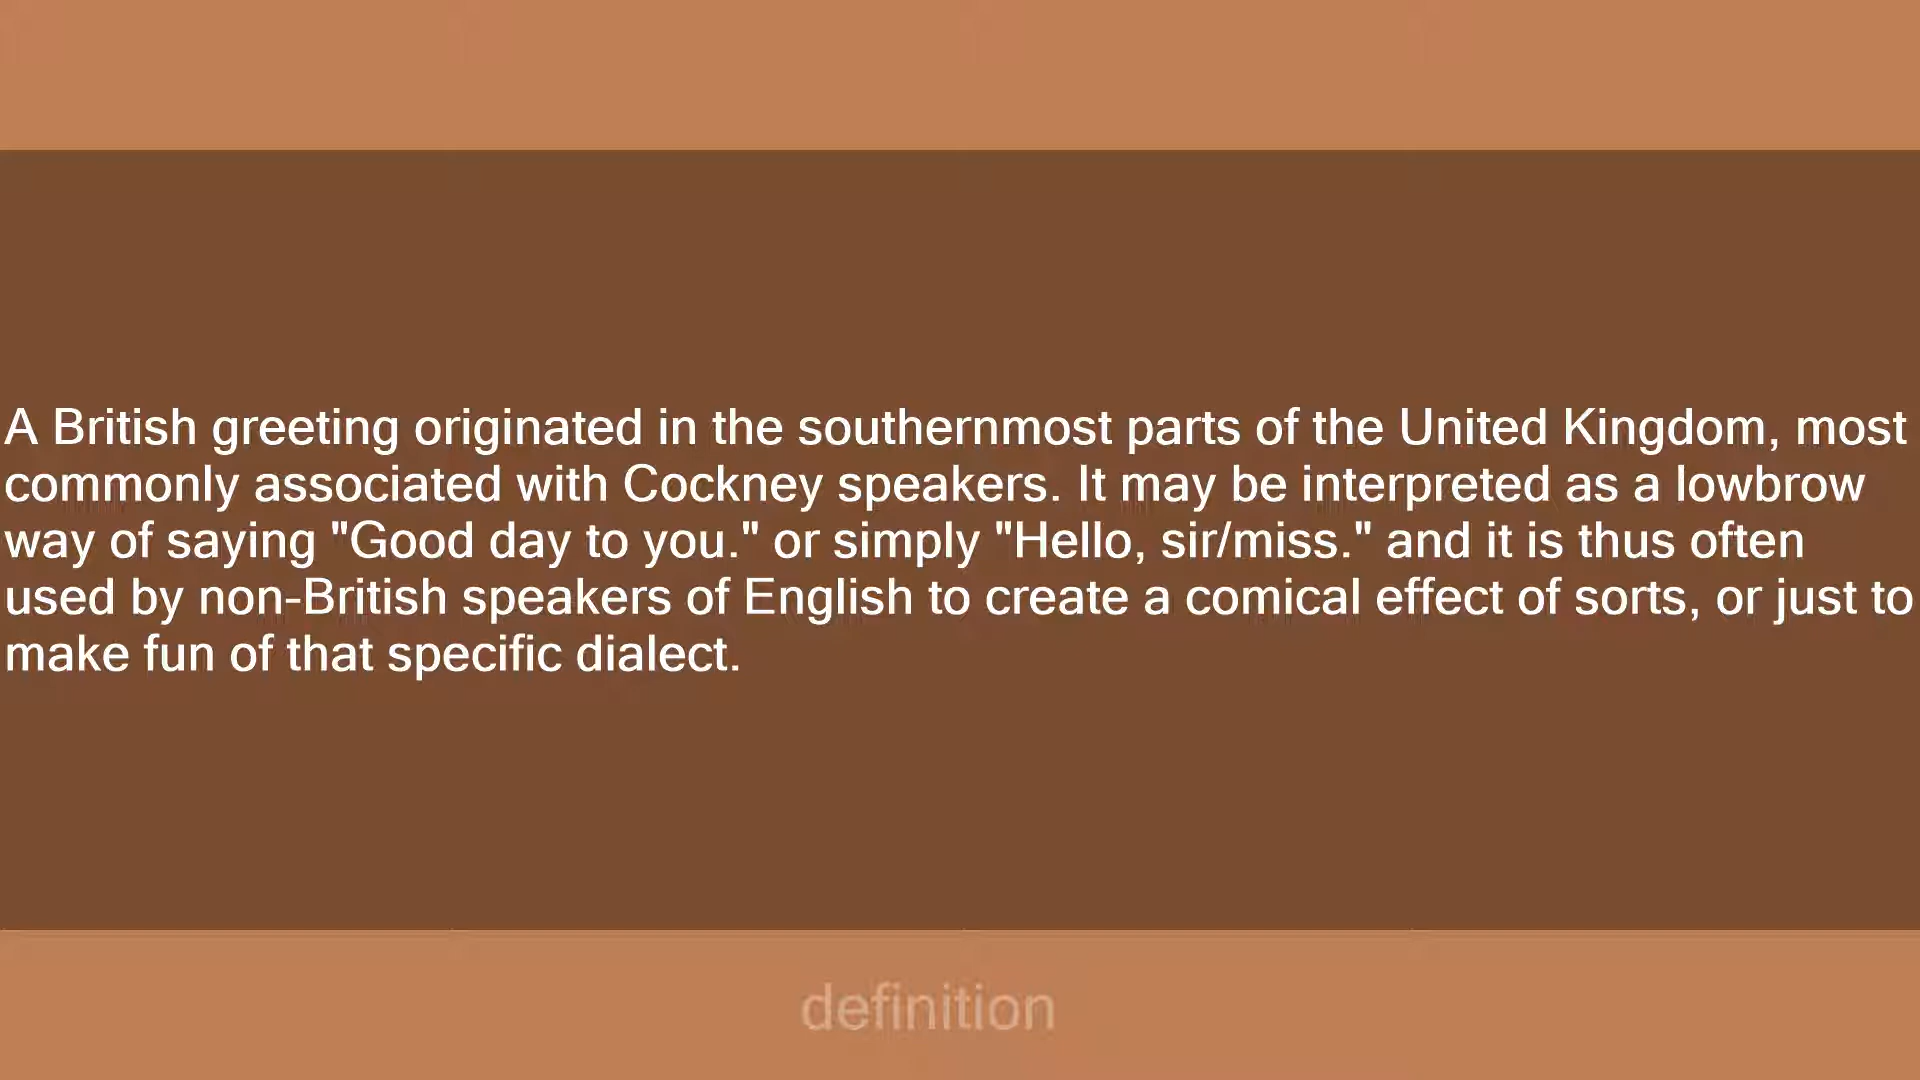 A British greeting originated in the southernmost parts of the United Kingdom, most
commonly associated with Cockney speakers. It may be interpreted as a lowbrow
way of saying "Good day to you." or simply "Hello, sir/miss." and it is thus often
used by non-British speakers of English to create a comical effect of sorts, or just to
make fun of that specific dialect.
definition